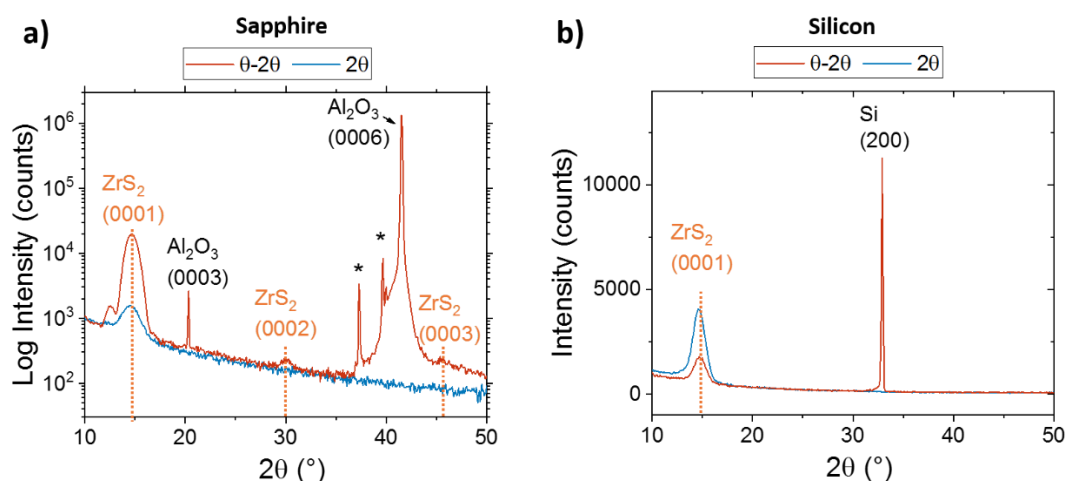 a)
Sapphire
θ-2θ 2θ
Log Intensity (counts)
10⁶
10⁵
10⁴
10³
10²
ZrS₂
(0001)
Al₂O₃
(0003)
ZrS₂
(0002)
*
*
Al₂O₃
(0006)
ZrS₂
(0003)
10 20 30 40 50
2θ (°)
b)
Silicon
θ-2θ 2θ
Intensity (counts)
10000
5000
0
ZrS₂
(0001)
Si
(200)
10 20 30 40 50
2θ (°)